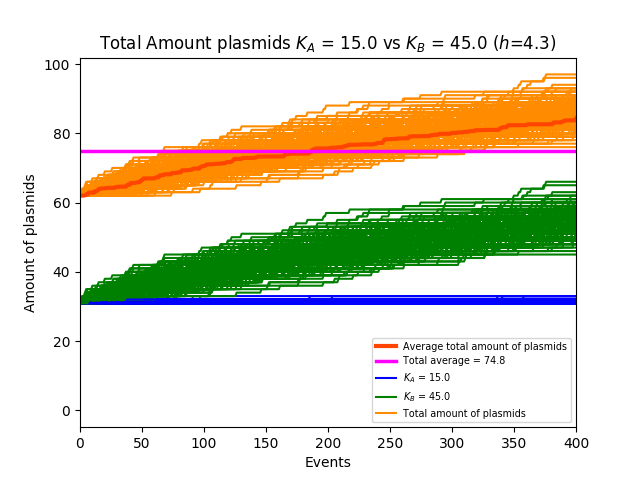 Total Amount plasmids K_A = 15.0 vs K_B = 45.0 (h=4.3)
Amount of plasmids
100
80
60
40
20
0
Average total amount of plasmids
Total average = 74.8
K_A = 15.0
K_B = 45.0
Total amount of plasmids
0 50 100 150 200 250 300 350 400
Events